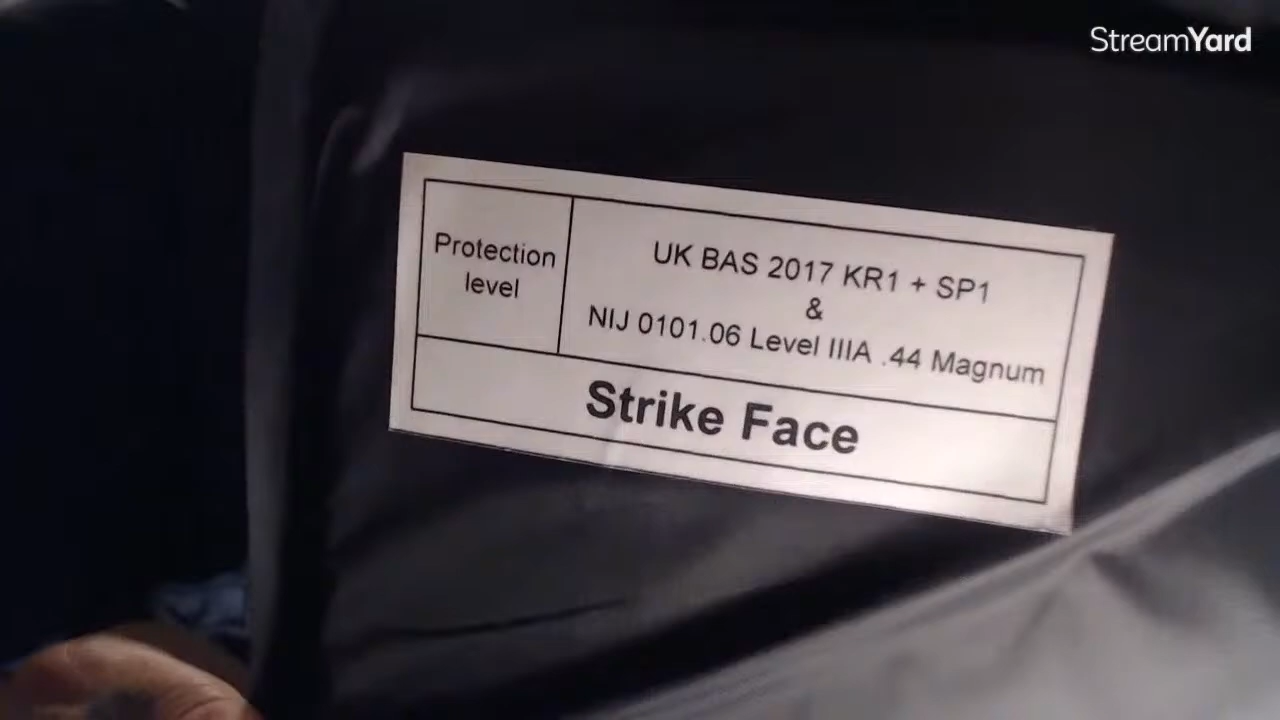 StreamYard
Protection
level
UK BAS 2017 KR1 + SP1
&
NIJ 0101.06 Level IIIA .44 Magnum
Strike Face